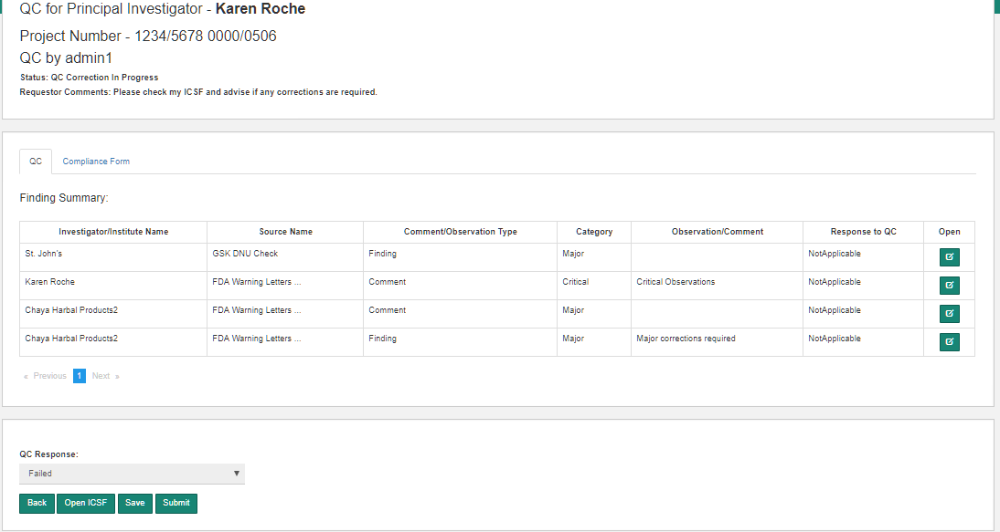 QC for Principal Investigator - Karen Roche
Project Number - 1234/5678 0000/0506
QC by admin1
Status: QC Correction In Progress
Requestor Comments: Please check my ICSF and advise if any corrections are required.
QC Compliance Form
Finding Summary:
Investigator/Institute Name Source Name Comment/Observation Type Category Observation/Comment Response to QC Open
St. John's GSK DNU Check Finding Major NotApplicable
Karen Roche FDA Warning Letters ... Comment Critical Critical Observations NotApplicable
Chaya Harbal Products2 FDA Warning Letters ... Comment Major NotApplicable
Chaya Harbal Products2 FDA Warning Letters ... Finding Major Major corrections required NotApplicable
« Previous 1 Next »
QC Response:
Failed
Back Open ICSF Save Submit